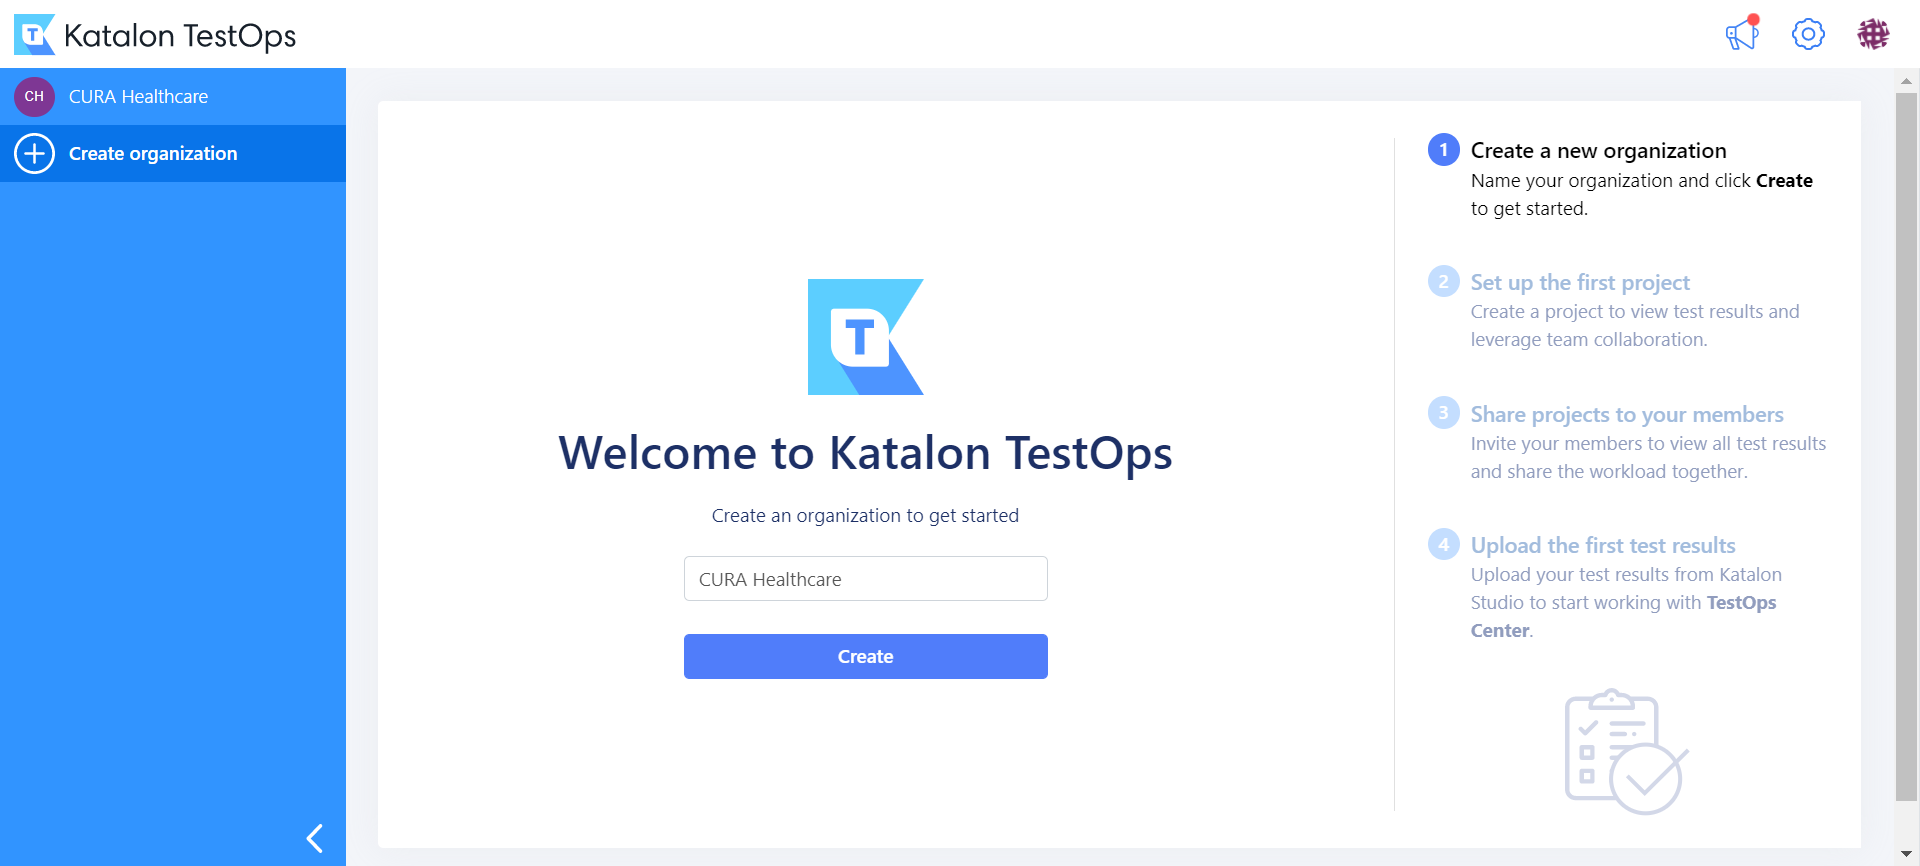 Katalon TestOps
CH
CURA Healthcare
Create organization
T
Welcome to Katalon TestOps
Create an organization to get started
CURA Healthcare
Create
1
Create a new organization
Name your organization and click Create
to get started.
2
Set up the first project
Create a project to view test results and
leverage team collaboration.
3
Share projects to your members
Invite your members to view all test results
and share the workload together.
4
Upload the first test results
Upload your test results from Katalon
Studio to start working with TestOps
Center.